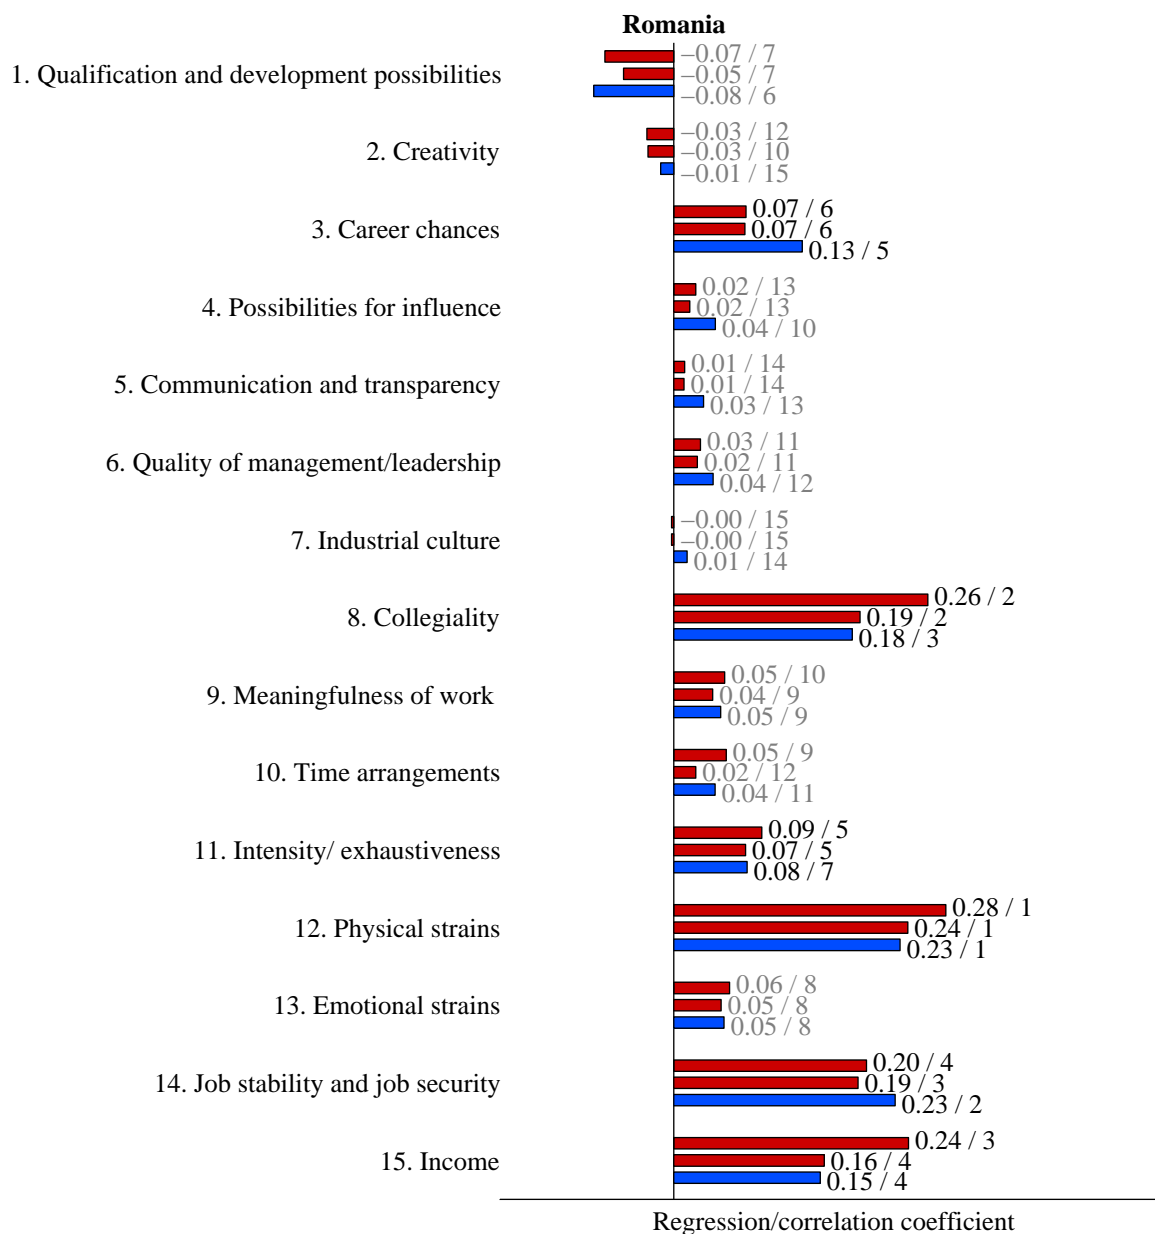 Romania
–0.07 / 7
1. Qualification and development possibilities
–0.05 / 7
–0.08 / 6
–0.03 / 12
2. Creativity
–0.03 / 10
–0.01 / 15
0.07 / 6
3. Career chances
0.07 / 6
0.13 / 5
0.02 / 13
4. Possibilities for influence
0.02 / 13
0.04 / 10
0.01 / 14
5. Communication and transparency
0.01 / 14
0.03 / 13
0.03 / 11
6. Quality of management/leadership
0.02 / 11
0.04 / 12
–0.00 / 15
7. Industrial culture
–0.00 / 15
0.01 / 14
0.26 / 2
8. Collegiality
0.19 / 2
0.18 / 3
0.05 / 10
9. Meaningfulness of work
0.04 / 9
0.05 / 9
0.05 / 9
10. Time arrangements
0.02 / 12
0.04 / 11
0.09 / 5
11. Intensity/ exhaustiveness
0.07 / 5
0.08 / 7
0.28 / 1
12. Physical strains
0.24 / 1
0.23 / 1
0.06 / 8
13. Emotional strains
0.05 / 8
0.05 / 8
0.20 / 4
14. Job stability and job security
0.19 / 3
0.23 / 2
0.24 / 3
15. Income
0.16 / 4
0.15 / 4
Regression/correlation coefficient